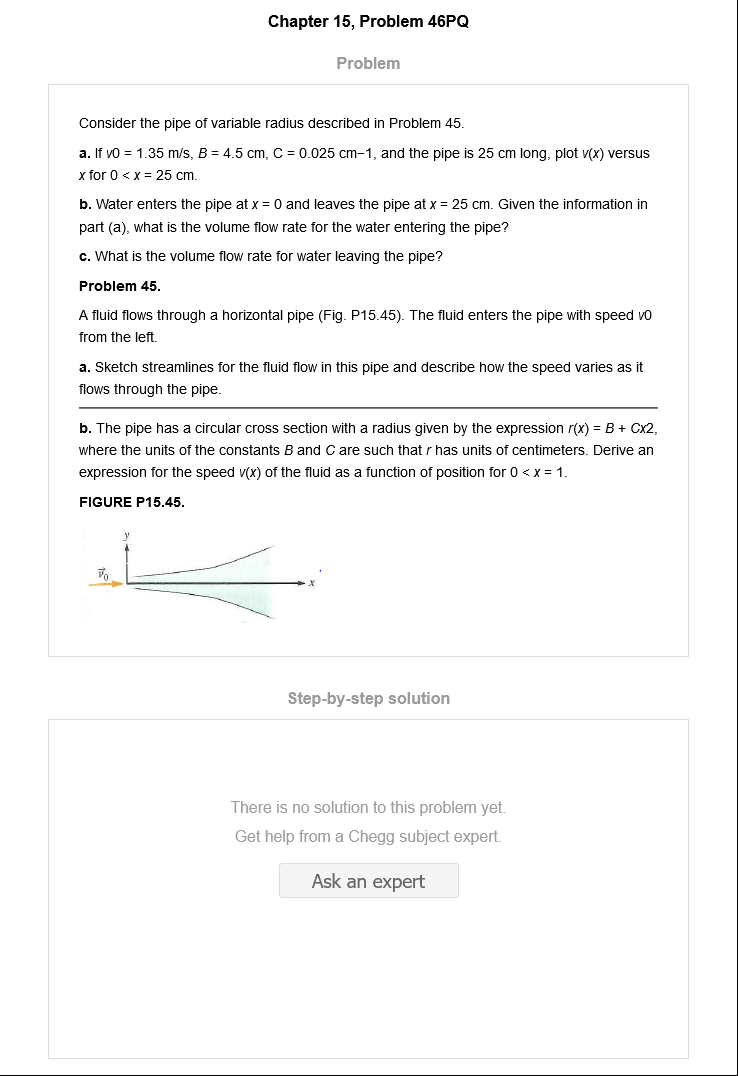 Chapter 15, Problem 46PQ
Problem
Consider the pipe of variable radius described in Problem 45.
a. If v0 = 1.35 m/s, B = 4.5 cm, C = 0.025 cm−1, and the pipe is 25 cm long, plot v(x) versus
x for 0 < x = 25 cm.
b. Water enters the pipe at x = 0 and leaves the pipe at x = 25 cm. Given the information in
part (a), what is the volume flow rate for the water entering the pipe?
c. What is the volume flow rate for water leaving the pipe?
Problem 45.
A fluid flows through a horizontal pipe (Fig. P15.45). The fluid enters the pipe with speed v0
from the left.
a. Sketch streamlines for the fluid flow in this pipe and describe how the speed varies as it
flows through the pipe.
b. The pipe has a circular cross section with a radius given by the expression r(x) = B + Cx2,
where the units of the constants B and C are such that r has units of centimeters. Derive an
expression for the speed v(x) of the fluid as a function of position for 0 < x = 1.
FIGURE P15.45.
y
v⃗0
x
Step-by-step solution
There is no solution to this problem yet.
Get help from a Chegg subject expert.
Ask an expert